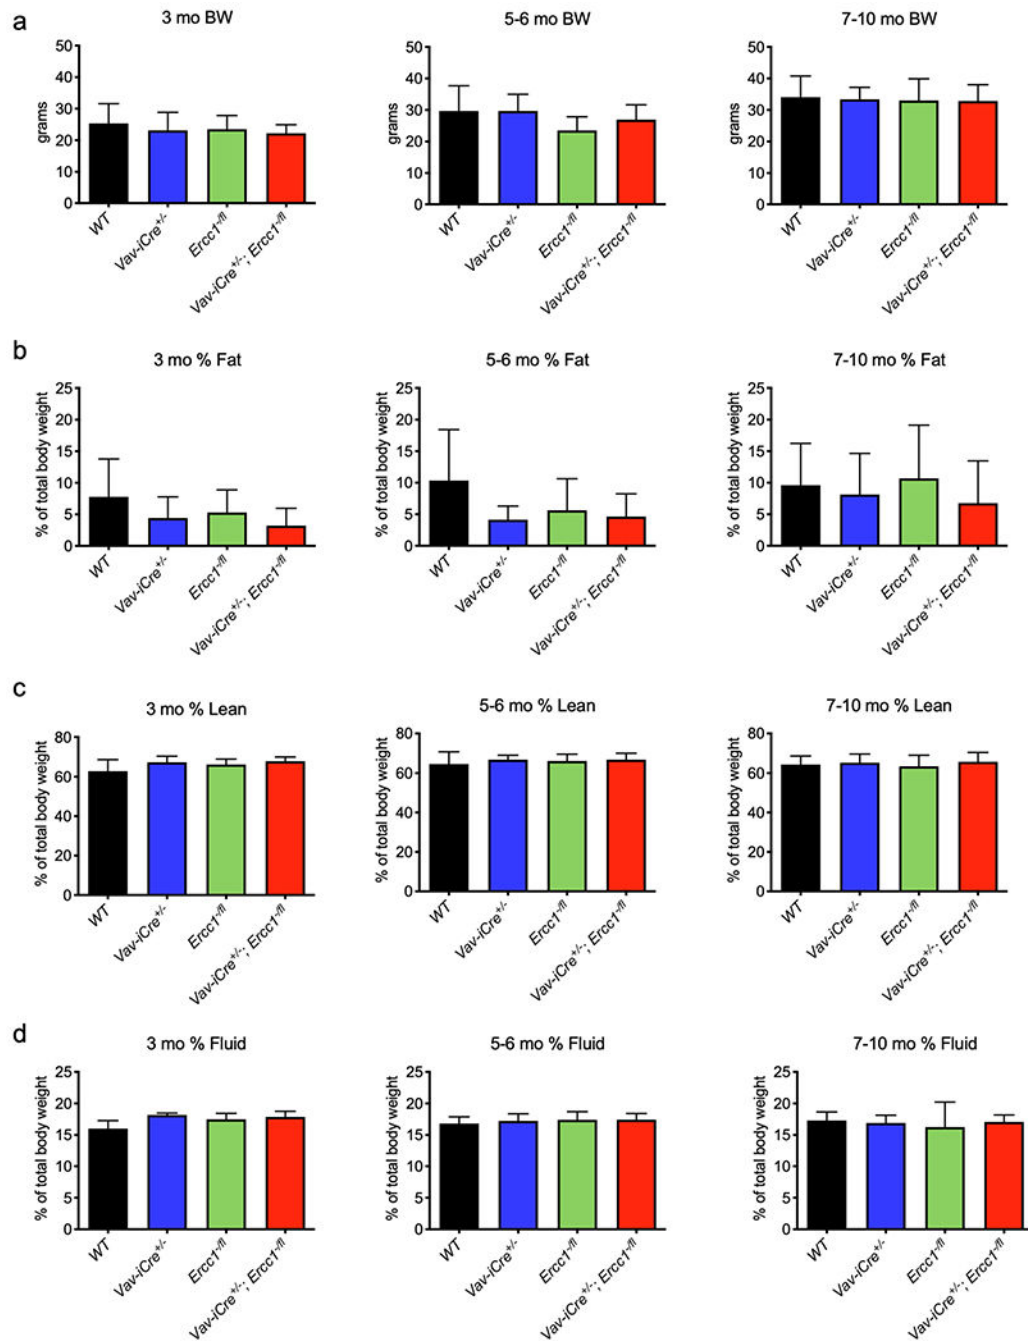 a
3 mo BW
5-6 mo BW
7-10 mo BW
grams
50
40
30
20
10
0
WT
Vav-iCre+/-
Ercc1-/fl
Vav-iCre+/-; Ercc1-/fl
grams
50
40
30
20
10
0
WT
Vav-iCre+/-
Ercc1-/fl
Vav-iCre+/-; Ercc1-/fl
grams
50
40
30
20
10
0
WT
Vav-iCre+/-
Ercc1-/fl
Vav-iCre+/-; Ercc1-/fl
b
3 mo % Fat
5-6 mo % Fat
7-10 mo % Fat
% of total body weight
25
20
15
10
5
0
WT
Vav-iCre+/-
Ercc1-/fl
Vav-iCre+/-; Ercc1-/fl
% of total body weight
25
20
15
10
5
0
WT
Vav-iCre+/-
Ercc1-/fl
Vav-iCre+/-; Ercc1-/fl
% of total body weight
25
20
15
10
5
0
WT
Vav-iCre+/-
Ercc1-/fl
Vav-iCre+/-; Ercc1-/fl
c
3 mo % Lean
5-6 mo % Lean
7-10 mo % Lean
% of total body weight
80
60
40
20
0
WT
Vav-iCre+/-
Ercc1-/fl
Vav-iCre+/-; Ercc1-/fl
% of total body weight
80
60
40
20
0
WT
Vav-iCre+/-
Ercc1-/fl
Vav-iCre+/-; Ercc1-/fl
% of total body weight
80
60
40
20
0
WT
Vav-iCre+/-
Ercc1-/fl
Vav-iCre+/-; Ercc1-/fl
d
3 mo % Fluid
5-6 mo % Fluid
7-10 mo % Fluid
% of total body weight
25
20
15
10
5
0
WT
Vav-iCre+/-
Ercc1-/fl
Vav-iCre+/-; Ercc1-/fl
% of total body weight
25
20
15
10
5
0
WT
Vav-iCre+/-
Ercc1-/fl
Vav-iCre+/-; Ercc1-/fl
% of total body weight
25
20
15
10
5
0
WT
Vav-iCre+/-
Ercc1-/fl
Vav-iCre+/-; Ercc1-/fl